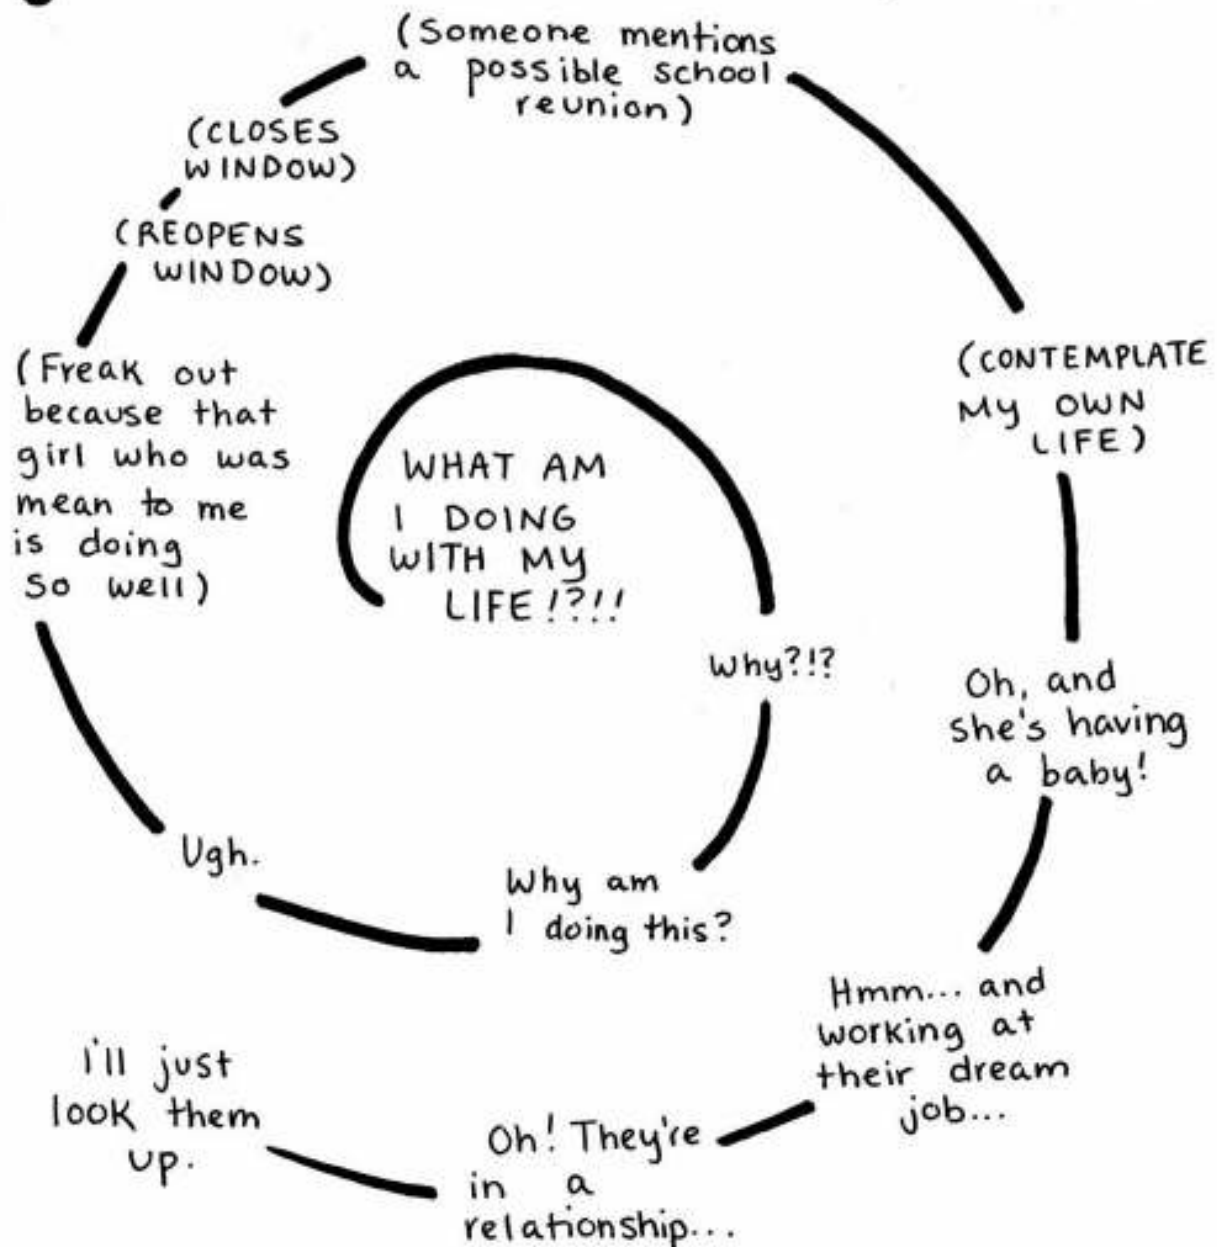 I'll just
look them
up.
Oh! They're
in a
relationship...
Hmm... and
working at
their dream
job...
Oh, and
she's having
a baby!
(CONTEMPLATE
MY OWN
LIFE)
(Someone mentions
a possible school
reunion)
(CLOSES
WINDOW)
(REOPENS
WINDOW)
(Freak out
because that
girl who was
mean to me
is doing
so well)
Ugh.
Why am
I doing this?
Why?!?
WHAT AM
I DOING
WITH MY
LIFE!?!!